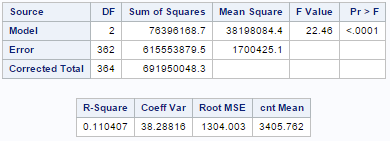 Source DF Sum of Squares Mean Square F Value Pr > F
Model 2 76396168.7 38198084.4 22.46 <.0001
Error 362 615553879.5 1700425.1
Corrected Total 364 691950048.3
R-Square Coeff Var Root MSE cnt Mean
0.110407 38.28816 1304.003 3405.762